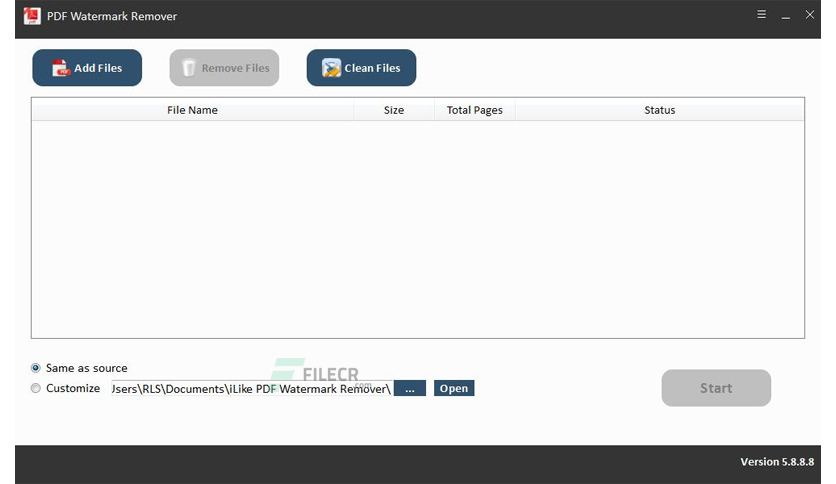 PDF Watermark Remover
Add Files
Remove Files
Clean Files
File Name Size Total Pages Status
Same as source
Customize Jsers\RLS\Documents\iLike PDF Watermark Remover\ ... Open
FILECR
.com
Start
Version 5.8.8.8